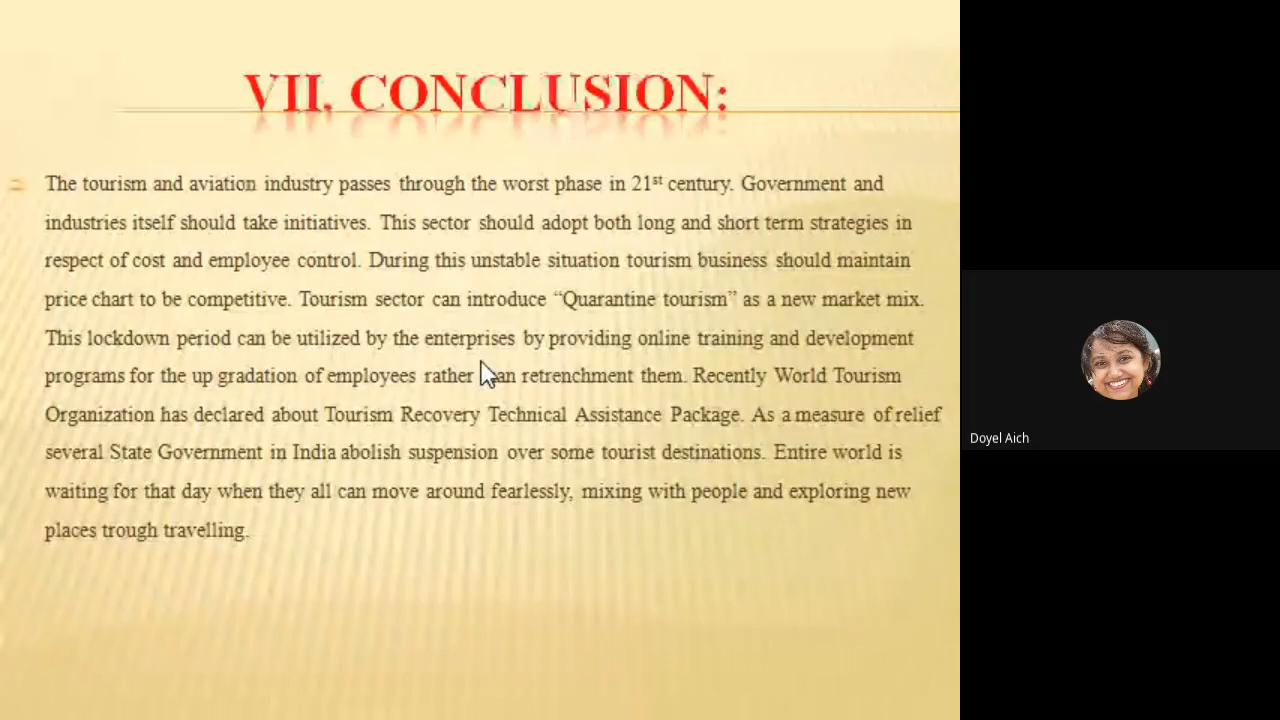 VII. CONCLUSION:
The tourism and aviation industry passes through the worst phase in 21st century. Government and
industries itself should take initiatives. This sector should adopt both long and short term strategies in
respect of cost and employee control. During this unstable situation tourism business should maintain
price chart to be competitive. Tourism sector can introduce “Quarantine tourism” as a new market mix.
This lockdown period can be utilized by the enterprises by providing online training and development
programs for the up gradation of employees rather an retrenchment them. Recently World Tourism
Organization has declared about Tourism Recovery Technical Assistance Package. As a measure of relief
several State Government in India abolish suspension over some tourist destinations. Entire world is
waiting for that day when they all can move around fearlessly, mixing with people and exploring new
places trough travelling.
Doyel Aich